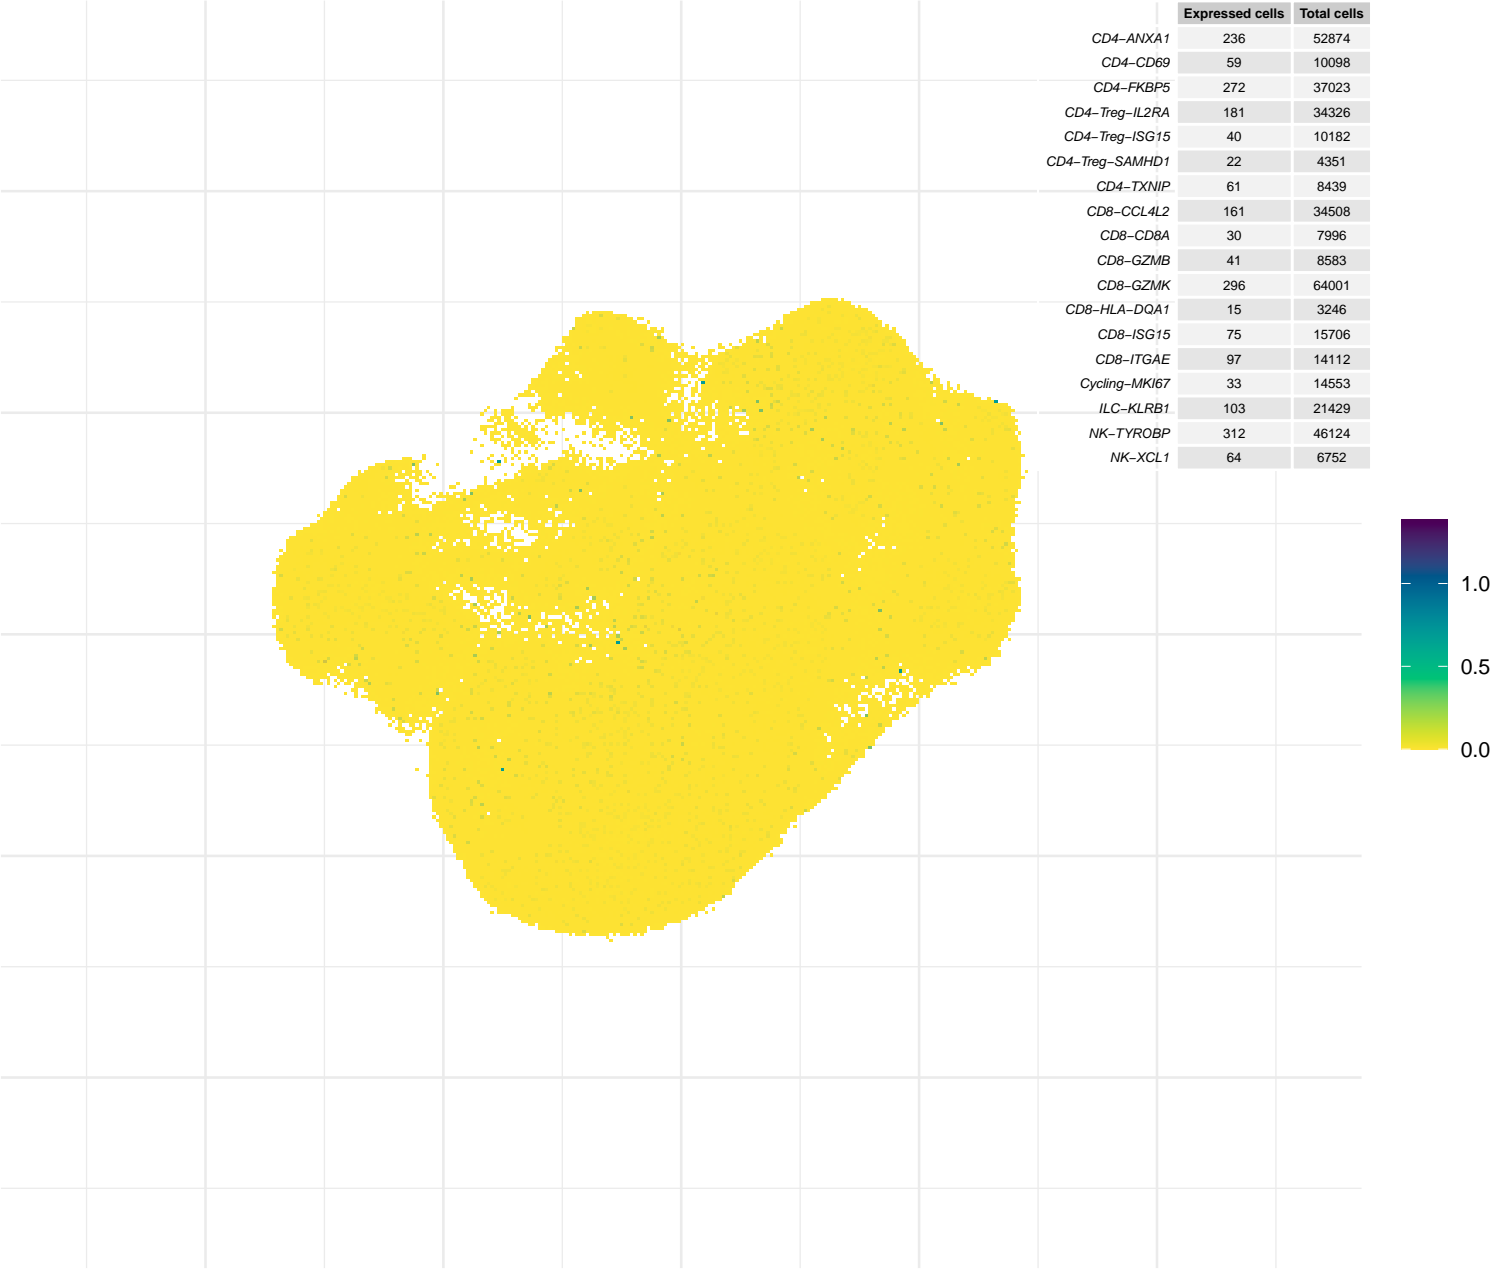 Expressed cells Total cells
CD4−ANXA1 236 52874
CD4−CD69 59 10098
CD4−FKBP5 272 37023
CD4−Treg−IL2RA 181 34326
CD4−Treg−ISG15 40 10182
CD4−Treg−SAMHD1 22 4351
CD4−TXNIP 61 8439
CD8−CCL4L2 161 34508
CD8−CD8A 30 7996
CD8−GZMB 41 8583
CD8−GZMK 296 64001
CD8−HLA−DQA1 15 3246
CD8−ISG15 75 15706
CD8−ITGAE 97 14112
Cycling−MKI67 33 14553
ILC−KLRB1 103 21429
NK−TYROBP 312 46124
NK−XCL1 64 6752
1.0
0.5
0.0